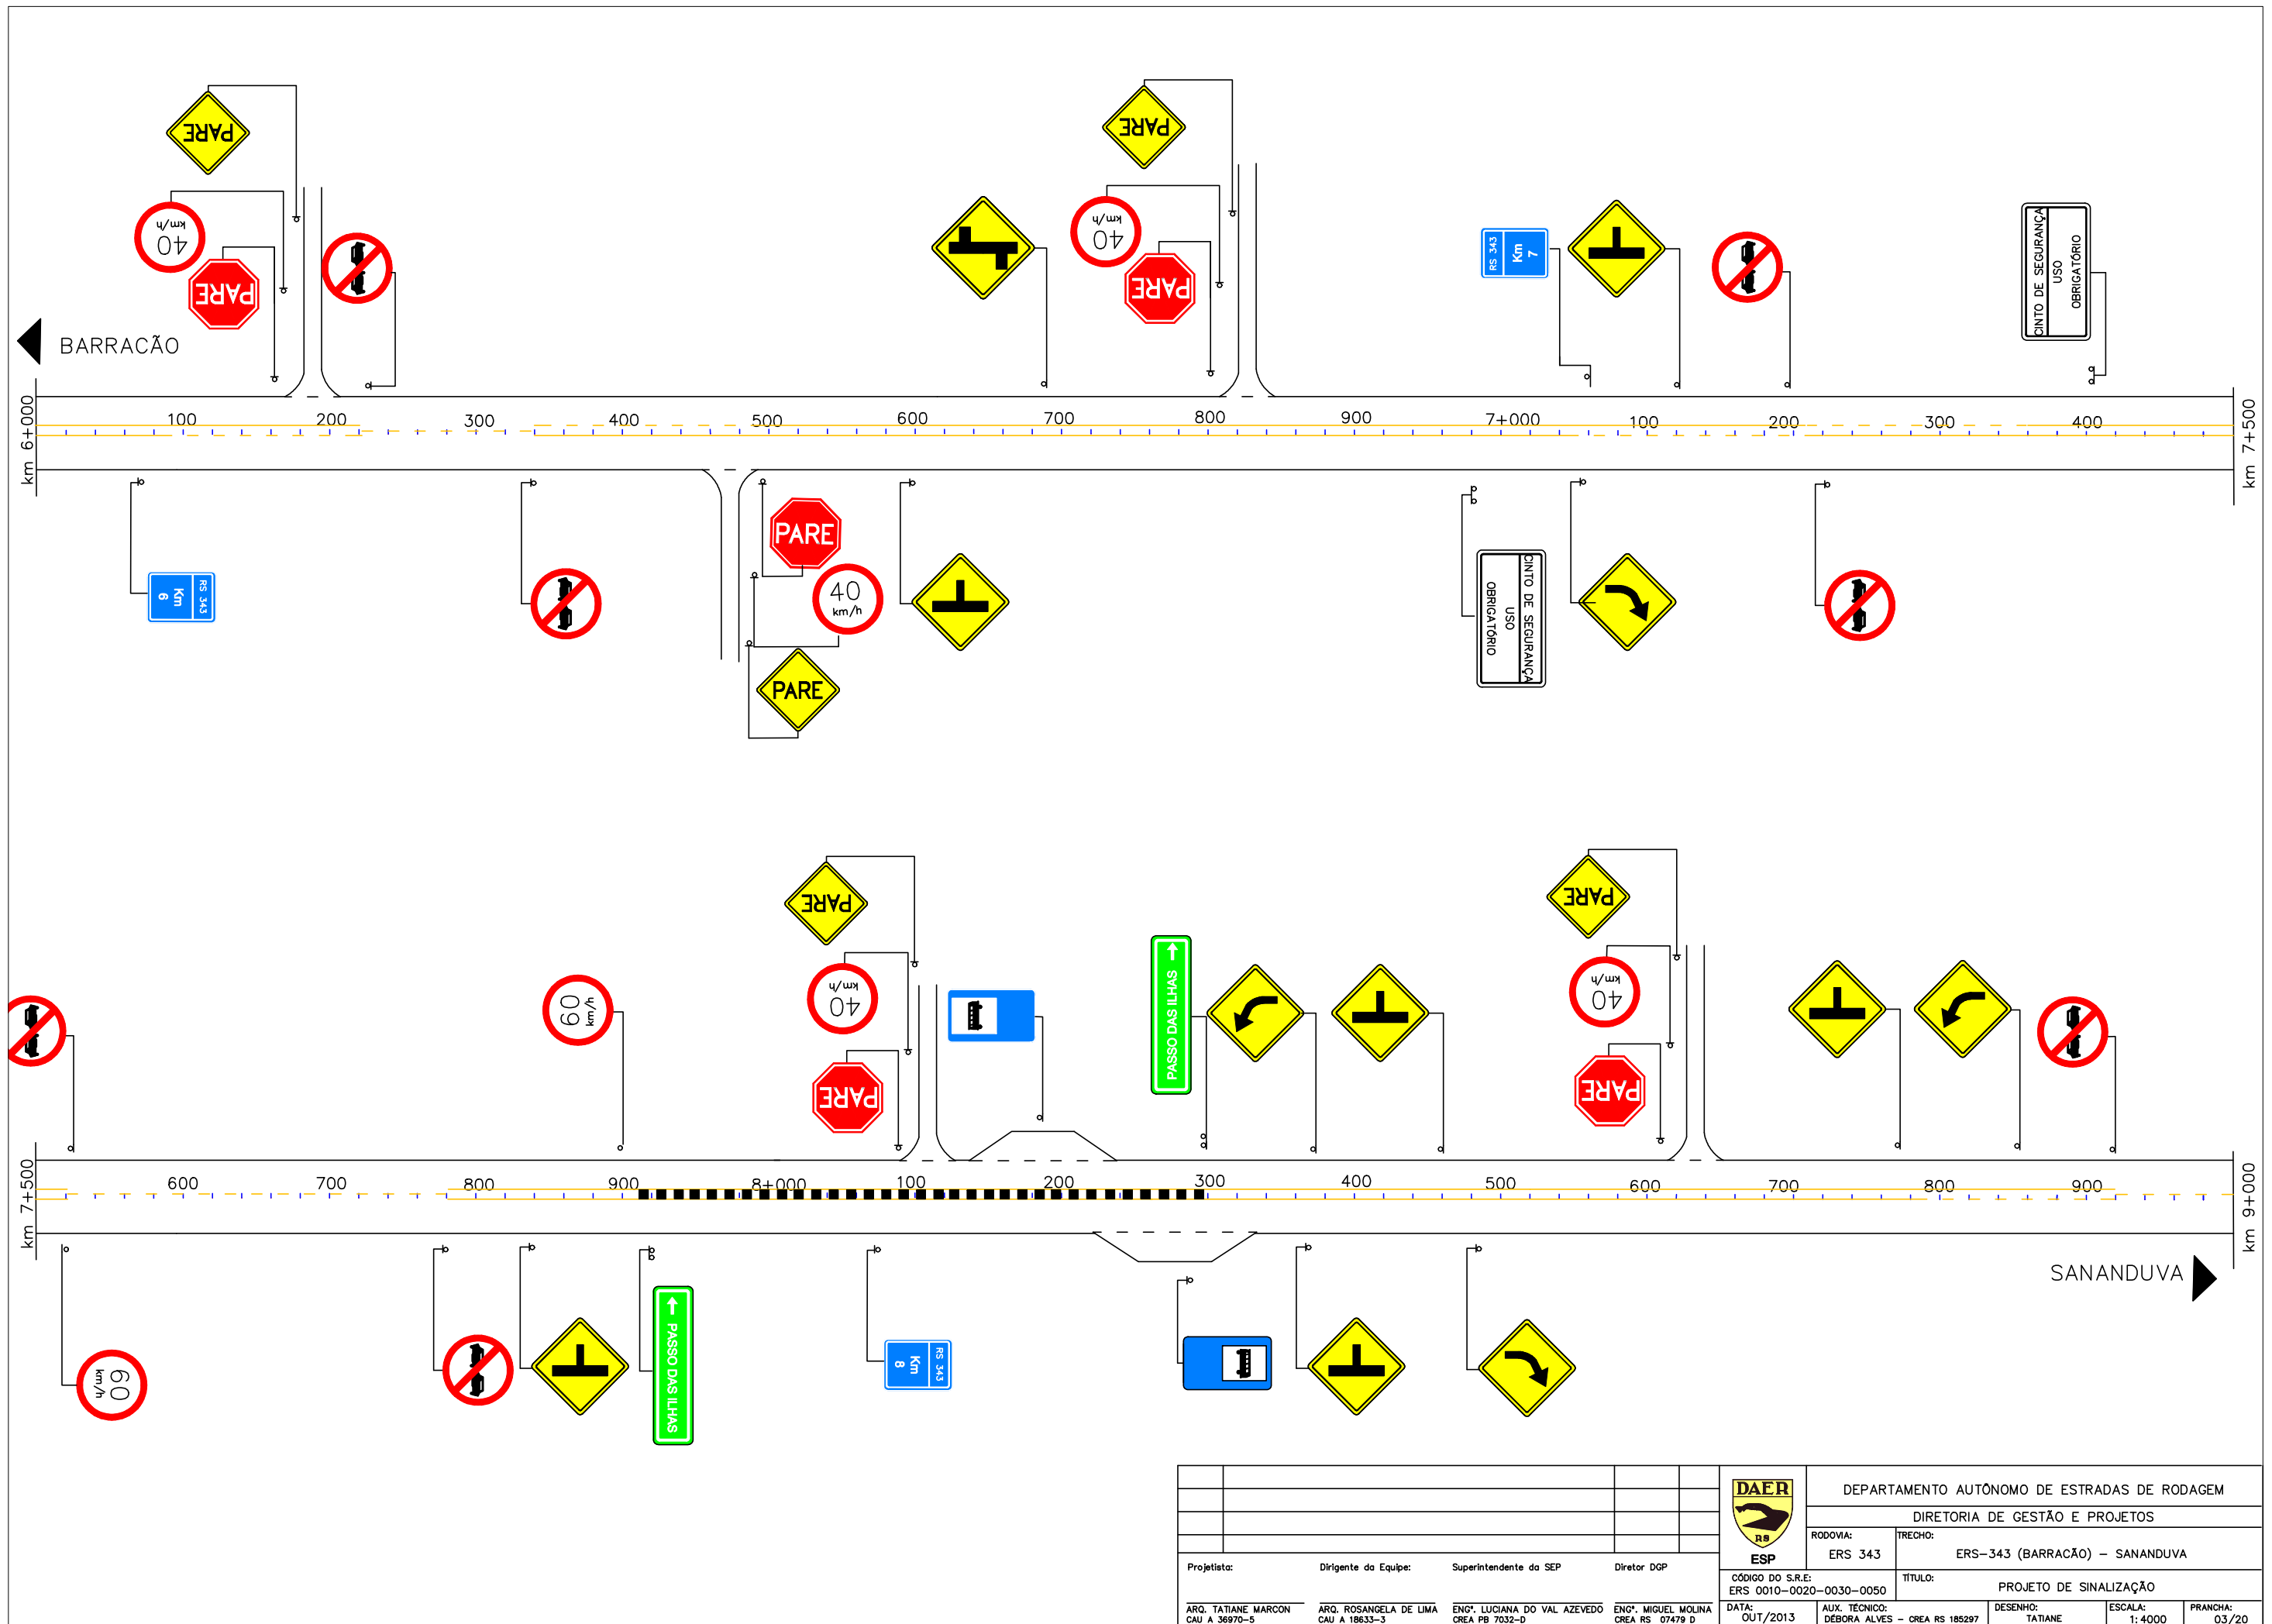 PARE
PARE
40
km/h
40
km/h
PARE
PARE
RS 343
Km
7
CINTO DE SEGURANÇA
USO
OBRIGATÓRIO
BARRACÃO
km 6+000
100
200
300
400
500
600
700
800
900
7+000
100
200
300
400
km 7+500
RS 343
Km
6
PARE
40
km/h
PARE
CINTO DE SEGURANÇA
USO
OBRIGATÓRIO
PARE
PARE
60
km/h
40
km/h
40
km/h
PARE
PARE
PASSO DAS ILHAS
km 7+500
600
700
800
900
8+000
100
200
300
400
500
600
700
800
900
km 9+000
SANANDUVA
60
km/h
PASSO DAS ILHAS
RS 343
Km
8
DAER
RS
ESP
DEPARTAMENTO AUTÔNOMO DE ESTRADAS DE RODAGEM
DIRETORIA DE GESTÃO E PROJETOS
RODOVIA:
ERS 343
TRECHO:
ERS-343 (BARRACÃO) - SANANDUVA
CÓDIGO DO S.R.E:
ERS 0010-0020-0030-0050
TÍTULO:
PROJETO DE SINALIZAÇÃO
Projetista:
Dirigente da Equipe:
Superintendente da SEP
Diretor DGP
ARQ. TATIANE MARCON
CAU A 36970-5
ARQ. ROSANGELA DE LIMA
CAU A 18633-3
ENGª. LUCIANA DO VAL AZEVEDO
CREA PB 7032-D
ENGº. MIGUEL MOLINA
CREA RS 07479 D
DATA:
OUT/2013
AUX. TÉCNICO:
DÉBORA ALVES - CREA RS 185297
DESENHO:
TATIANE
ESCALA:
1: 4000
PRANCHA:
03/20